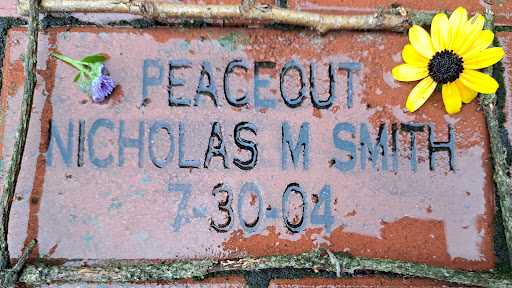 PEACEOUT
NICHOLAS M SMITH
7-30-04